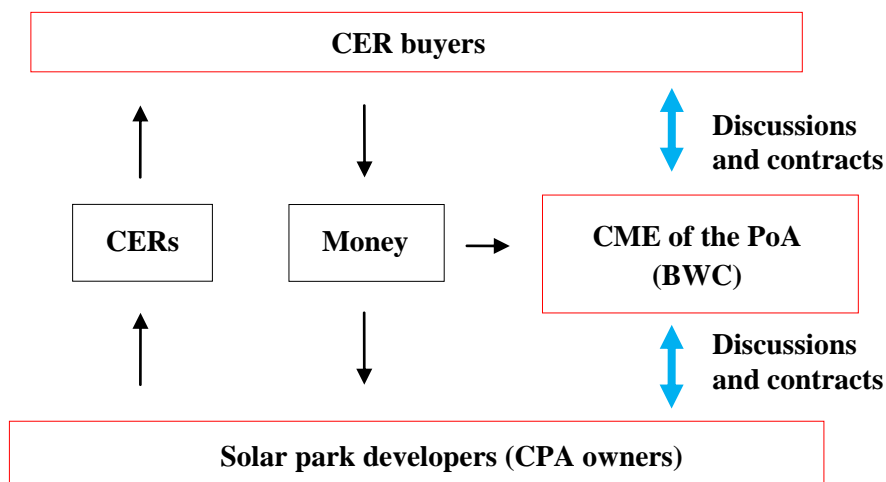 CER buyers
Discussions
and contracts
CERs
Money
CME of the PoA
(BWC)
Discussions
and contracts
Solar park developers (CPA owners)